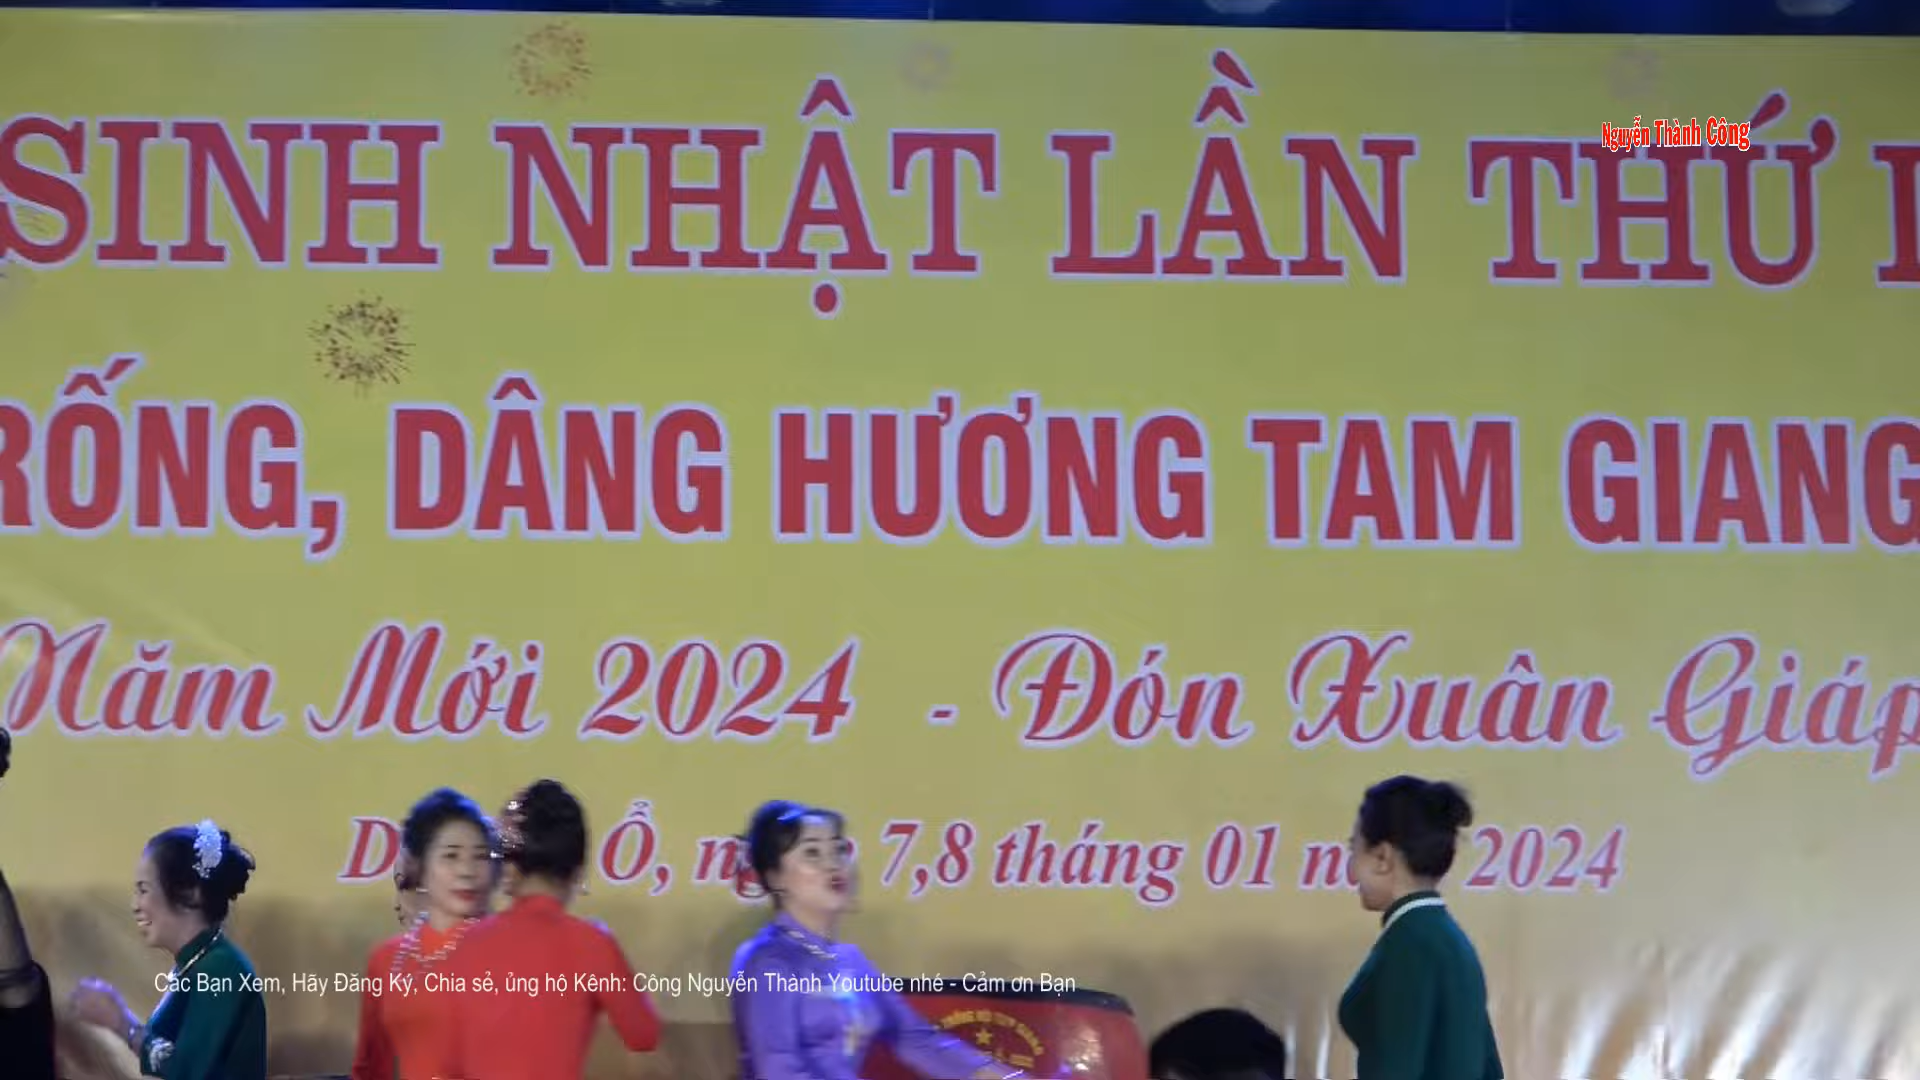 SINH NHẬT LẦN THỨ
Nguyễn Thành Công
RỐNG, DÂNG HƯƠNG TAM GIANG
Năm Mới 2024 - Đón Xuân Giáp
Ổ, 7,8 tháng 01 2024
Các Bạn Xem, Hãy Đăng Ký, Chia sẻ, ủng hộ Kênh: Công Nguyễn Thành Youtube nhé - Cảm ơn Bạn